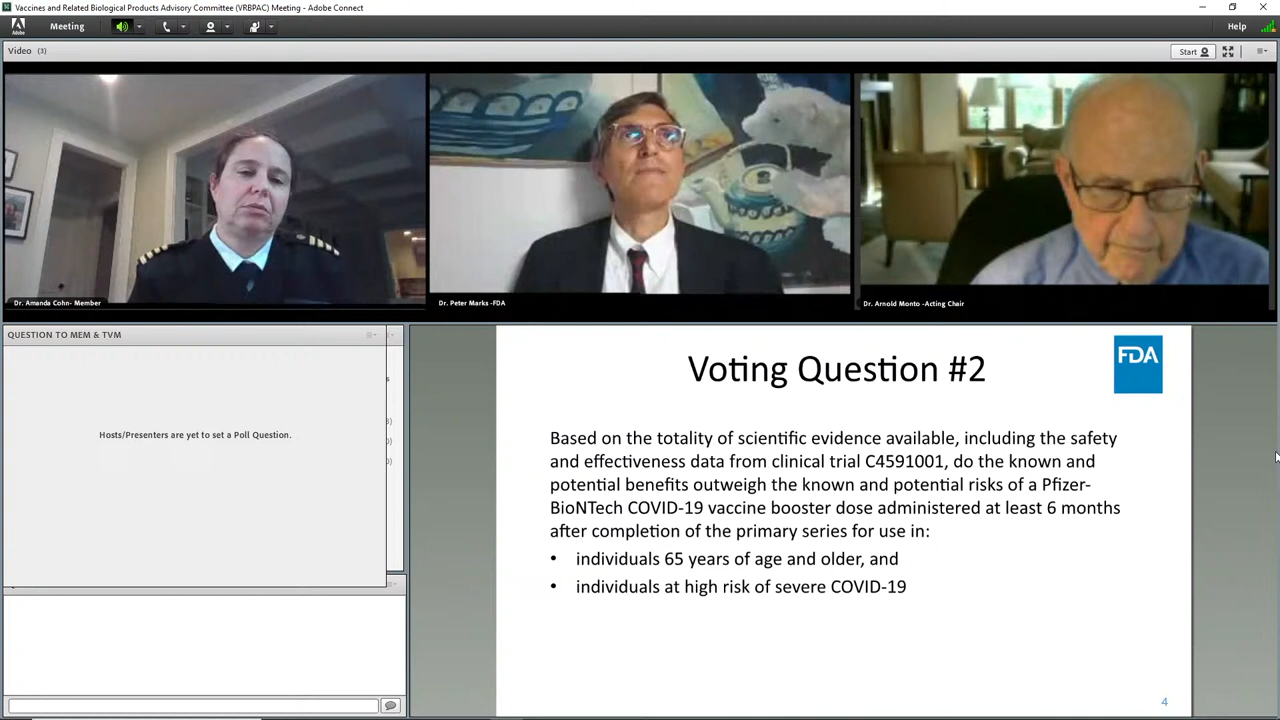 Vaccines and Related Biological Products Advisory Committee (VRBPAC) Meeting - Adobe Connect
Meeting
Help
Video (3)
Start
Dr. Amanda Cohn- Member
Dr. Peter Marks -FDA
Dr. Arnold Monto -Acting Chair
QUESTION TO MEM & TVM
Hosts/Presenters are yet to set a Poll Question.
Voting Question #2
FDA
Based on the totality of scientific evidence available, including the safety
and effectiveness data from clinical trial C4591001, do the known and
potential benefits outweigh the known and potential risks of a Pfizer-
BioNTech COVID-19 vaccine booster dose administered at least 6 months
after completion of the primary series for use in:
• individuals 65 years of age and older, and
• individuals at high risk of severe COVID-19
4